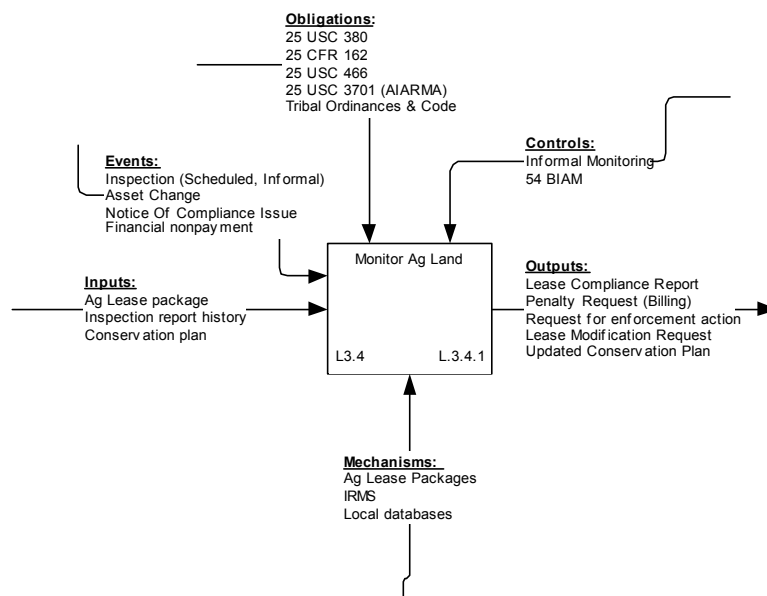 Obligations:
25 USC 380
25 CFR 162
25 USC 466
25 USC 3701 (AIARMA)
Tribal Ordinances & Code
Controls:
Informal Monitoring
54 BIAM
Events:
Inspection (Scheduled, Informal)
Asset Change
Notice Of Compliance Issue
Financial nonpayment
Monitor Ag Land
L3.4
L.3.4.1
Inputs:
Ag Lease package
Inspection report history
Conservation plan
Outputs:
Lease Compliance Report
Penalty Request (Billing)
Request for enforcement action
Lease Modification Request
Updated Conservation Plan
Mechanisms:
Ag Lease Packages
IRMS
Local databases